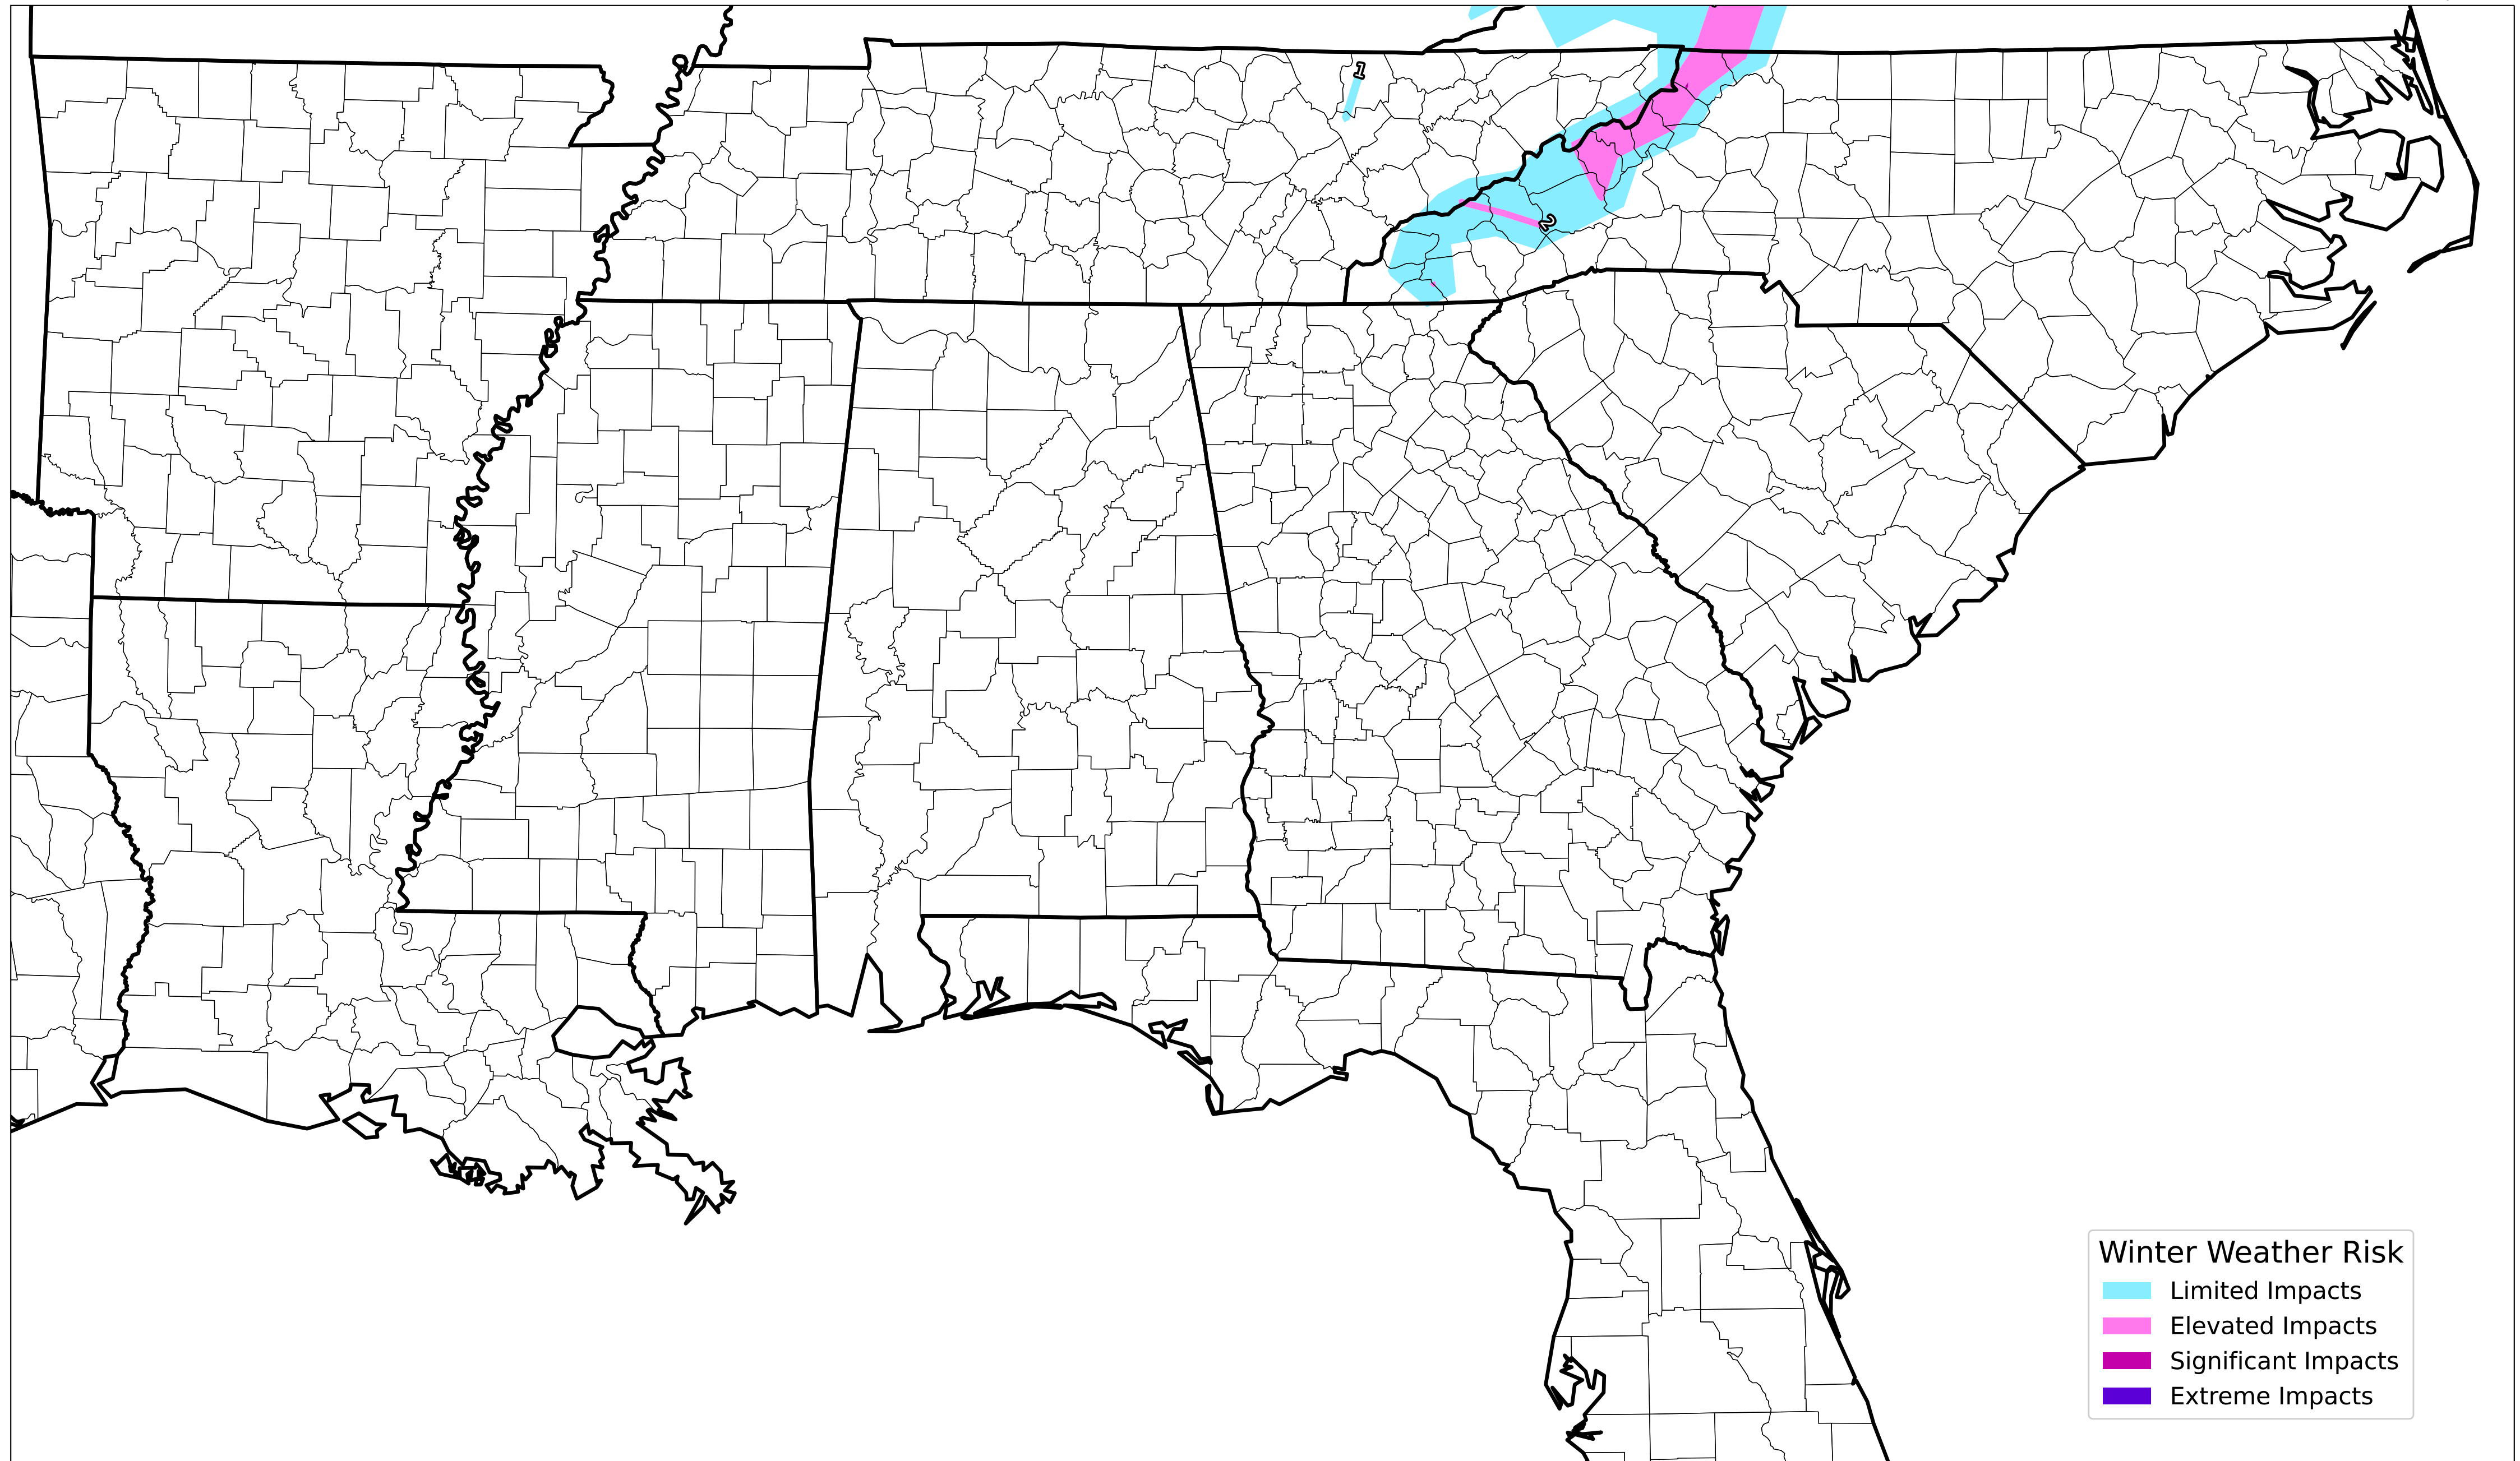 1
2
Winter Weather Risk
Limited Impacts
Elevated Impacts
Significant Impacts
Extreme Impacts